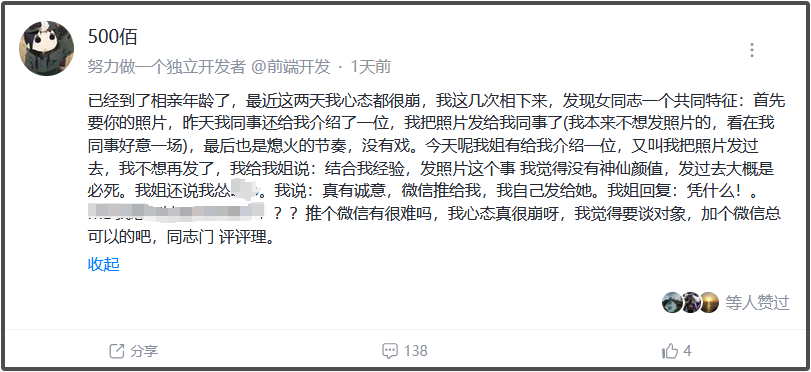 500佰
努力做一个独立开发者 @前端开发 · 1天前
已经到了相亲年龄了，最近这两天我心态都很崩，我这几次相下来，发现女同志一个共同特征：首先
要你的照片，昨天我同事还给我介绍了一位，我把照片发给我同事了(我本来不想发照片的，看在我
同事好意一场)，最后也是熄火的节奏，没有戏。今天呢我姐有给我介绍一位，又叫我把照片发过
去，我不想再发了，我给我姐说：结合我经验，发照片这个事 我觉得没有神仙颜值，发过去大概是
必死。我姐还说我怂 。我说：真有诚意，微信推给我，我自己发给她。我姐回复：凭什么！。
？？推个微信有很难吗，我心态真很崩呀，我觉得要谈对象，加个微信总
可以的吧，同志门 评评理。
收起
等人赞过
分享
138
4